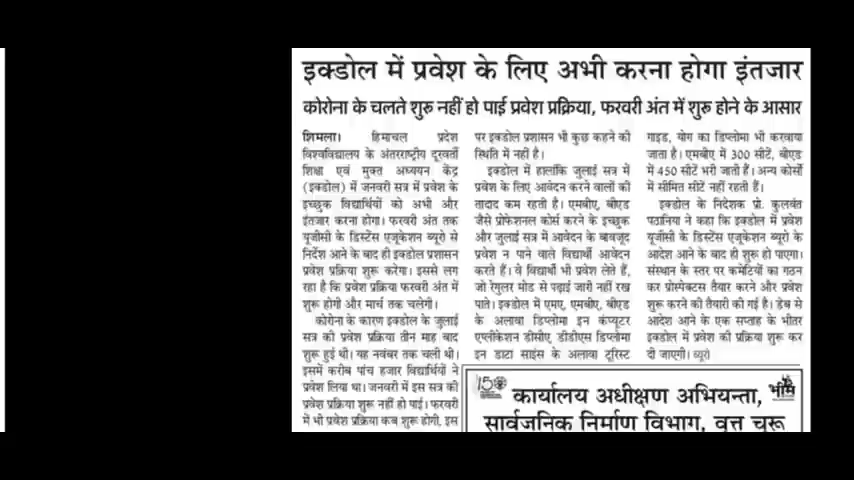 इक्डोल में प्रवेश के लिए अभी करना होगा इंतजार
कोरोना के चलते शुरू नहीं हो पाई प्रवेश प्रक्रिया, फरवरी अंत में शुरू होने के आसार
शिमला। हिमाचल प्रदेश
विश्वविद्यालय के अंतरराष्ट्रीय दूरवर्ती
शिक्षा एवं मुक्त अध्ययन केंद्र
(इक्डोल) में जनवरी सत्र में प्रवेश के
इच्छुक विद्यार्थियों को अभी और
इंतजार करना होगा। फरवरी अंत तक
यूजीसी के डिस्टेंस एजूकेशन ब्यूरो से
निर्देश आने के बाद ही इक्डोल प्रशासन
प्रवेश प्रक्रिया शुरू करेगा। इससे लग
रहा है कि प्रवेश प्रक्रिया फरवरी अंत में
शुरू होगी और मार्च तक चलेगी।
कोरोना के कारण इक्डोल के जुलाई
सत्र की प्रवेश प्रक्रिया तीन माह बाद
शुरू हुई थी। यह नवंबर तक चली थी।
इसमें करीब पांच हजार विद्यार्थियों ने
प्रवेश लिया था। जनवरी में इस सत्र की
प्रवेश प्रक्रिया शुरू नहीं हो पाई। फरवरी
में भी प्रवेश प्रक्रिया कब शुरू होगी, इस
पर इक्डोल प्रशासन भी कुछ कहने की
स्थिति में नहीं है।
इक्डोल में हालांकि जुलाई सत्र में
प्रवेश के लिए आवेदन करने वालों की
तादाद कम रहती है। एमबीए, बीएड
जैसे प्रोफेशनल कोर्स करने के इच्छुक
और जुलाई सत्र में आवेदन के बावजूद
प्रवेश न पाने वाले विद्यार्थी आवेदन
करते हैं। वे विद्यार्थी भी प्रवेश लेते हैं,
जो रेगुलर मोड से पढ़ाई जारी नहीं रख
पाते। इक्डोल में एमए, एमबीए, बीएड
के अलावा डिप्लोमा इन कंप्यूटर
एप्लीकेशन डीसीए, डीडीएस डिप्लोमा
इन डाटा साइंस के अलावा टूरिस्ट
गाइड, योग का डिप्लोमा भी करवाया
जाता है। एमबीए में 300 सीटें, बीएड
में 450 सीटें भरी जाती हैं। अन्य कोर्सों
में सीमित सीटें नहीं रहती हैं।
इक्डोल के निदेशक प्रो. कुलवंत
पठानिया ने कहा कि इक्डोल में प्रवेश
यूजीसी के डिस्टेंस एजूकेशन ब्यूरो के
आदेश आने के बाद ही शुरू हो पाएगा।
संस्थान के स्तर पर कमेटियों का गठन
कर प्रोस्पेक्टस तैयार करने और प्रवेश
शुरू करने की तैयारी की गई है। डेब से
आदेश आने के एक सप्ताह के भीतर
इक्डोल में प्रवेश की प्रक्रिया शुरू कर
दी जाएगी। ब्यूरो
कार्यालय अधीक्षण अभियन्ता, भीम
सार्वजनिक निर्माण विभाग, वृत्त चूरू